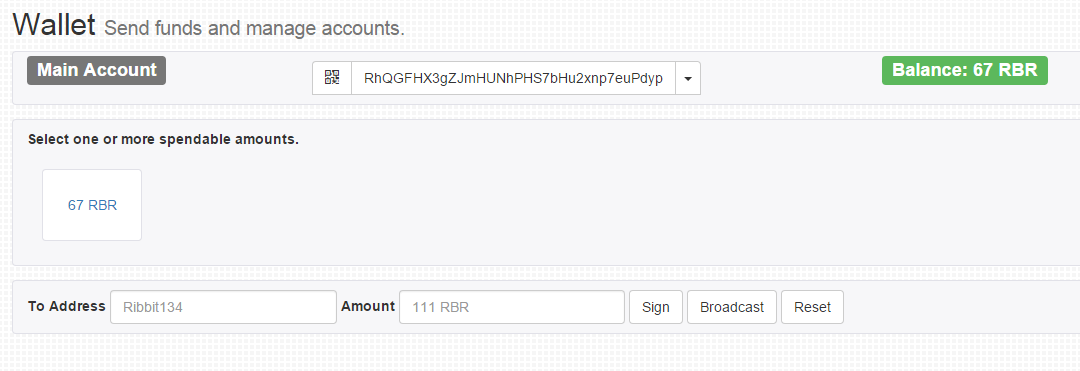 Wallet Send funds and manage accounts.
Main Account RhQGFHX3gZJmHUNhPHS7bHu2xnp7euPdyp Balance: 67 RBR
Select one or more spendable amounts.
67 RBR
To Address Ribbit134 Amount 111 RBR Sign Broadcast Reset